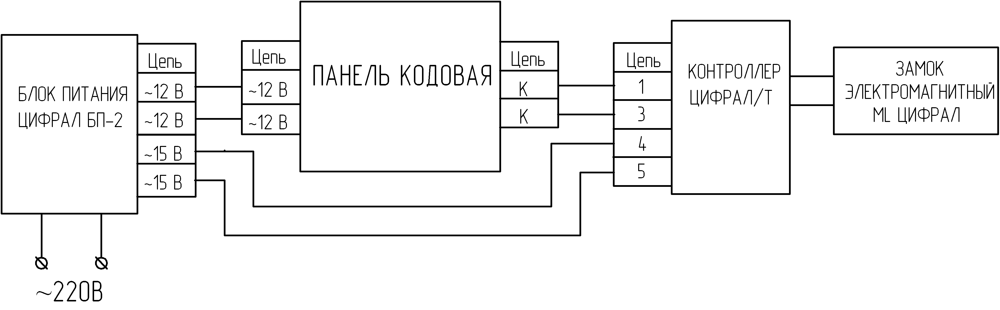 БЛОК ПИТАНИЯ
ЦИФРАЛ БП-2
Цепь
~12 В
~12 В
~15 В
~15 В
~220В
Цепь
~12 В
~12 В
ПАНЕЛЬ КОДОВАЯ
Цепь
К
К
Цепь
1
3
4
5
КОНТРОЛЛЕР
ЦИФРАЛ/Т
ЗАМОК
ЭЛЕКТРОМАГНИТНЫЙ
ML ЦИФРАЛ